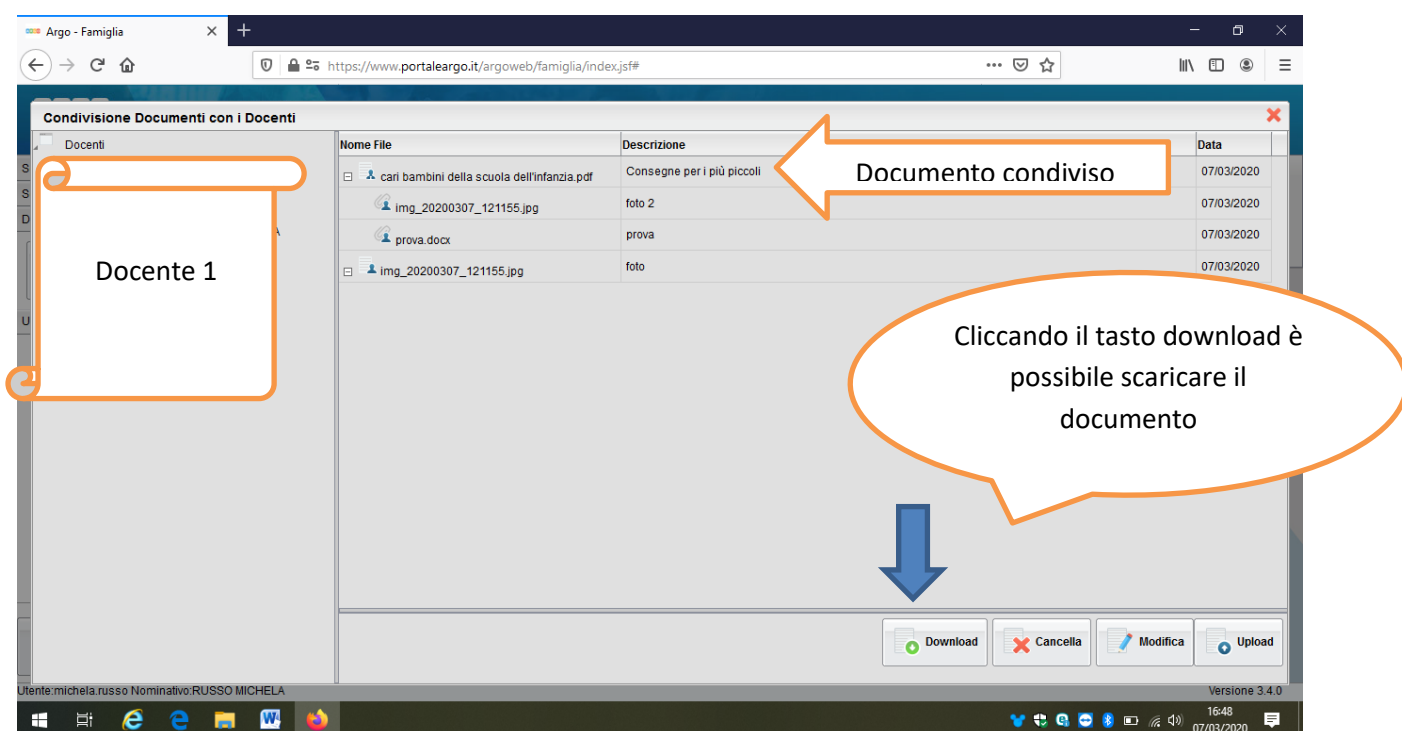 Argo - Famiglia
https://www.portaleargo.it/argoweb/famiglia/index.jsf#
Condivisione Documenti con i Docenti
Docenti
Nome File Descrizione Data
cari bambini della scuola dell'infanzia.pdf Consegne per i più piccoli 07/03/2020
img_20200307_121155.jpg foto 2 07/03/2020
prova.docx prova 07/03/2020
img_20200307_121155.jpg foto 07/03/2020
Documento condiviso
Docente 1
Cliccando il tasto download è
possibile scaricare il
documento
Download Cancella Modifica Upload
Utente:michela.russo Nominativo:RUSSO MICHELA Versione 3.4.0
16:48
07/03/2020